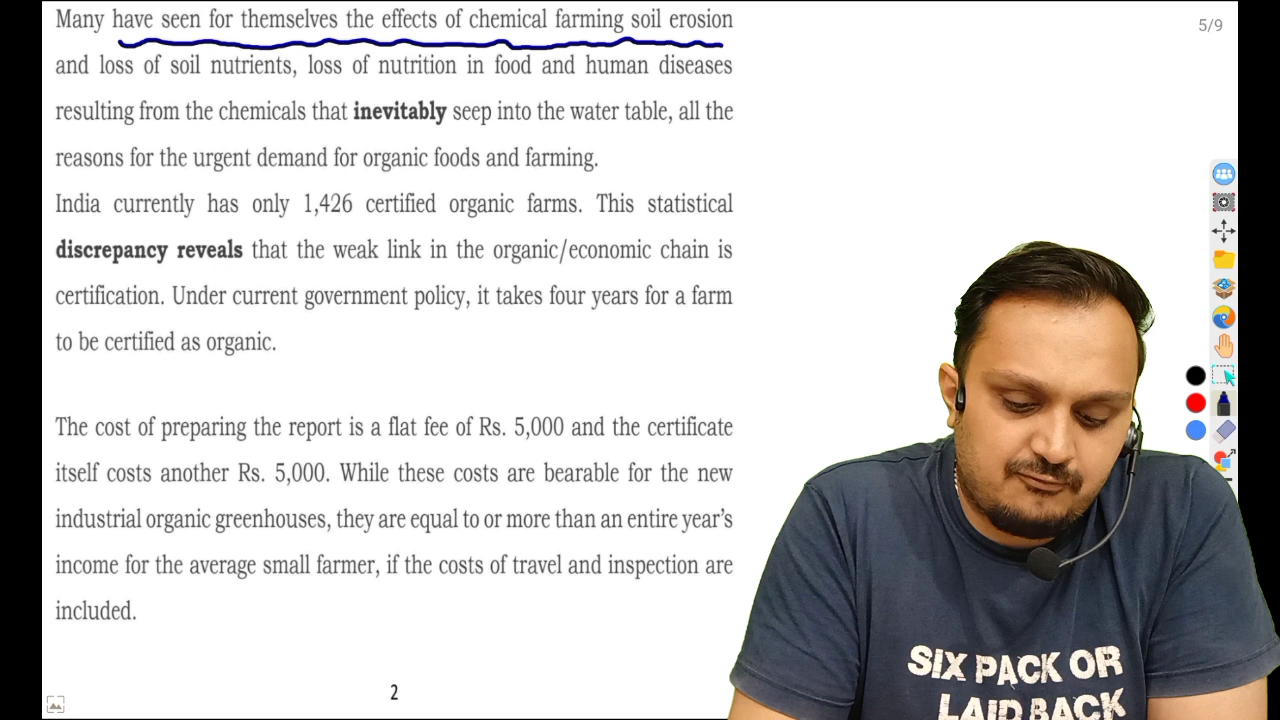 Many have seen for themselves the effects of chemical farming soil erosion
and loss of soil nutrients, loss of nutrition in food and human diseases
resulting from the chemicals that inevitably seep into the water table, all the
reasons for the urgent demand for organic foods and farming.
India currently has only 1,426 certified organic farms. This statistical
discrepancy reveals that the weak link in the organic/economic chain is
certification. Under current government policy, it takes four years for a farm
to be certified as organic.
The cost of preparing the report is a flat fee of Rs. 5,000 and the certificate
itself costs another Rs. 5,000. While these costs are bearable for the new
industrial organic greenhouses, they are equal to or more than an entire year's
income for the average small farmer, if the costs of travel and inspection are
included.
2
5/9
SIX PACK OR
LAID BACK